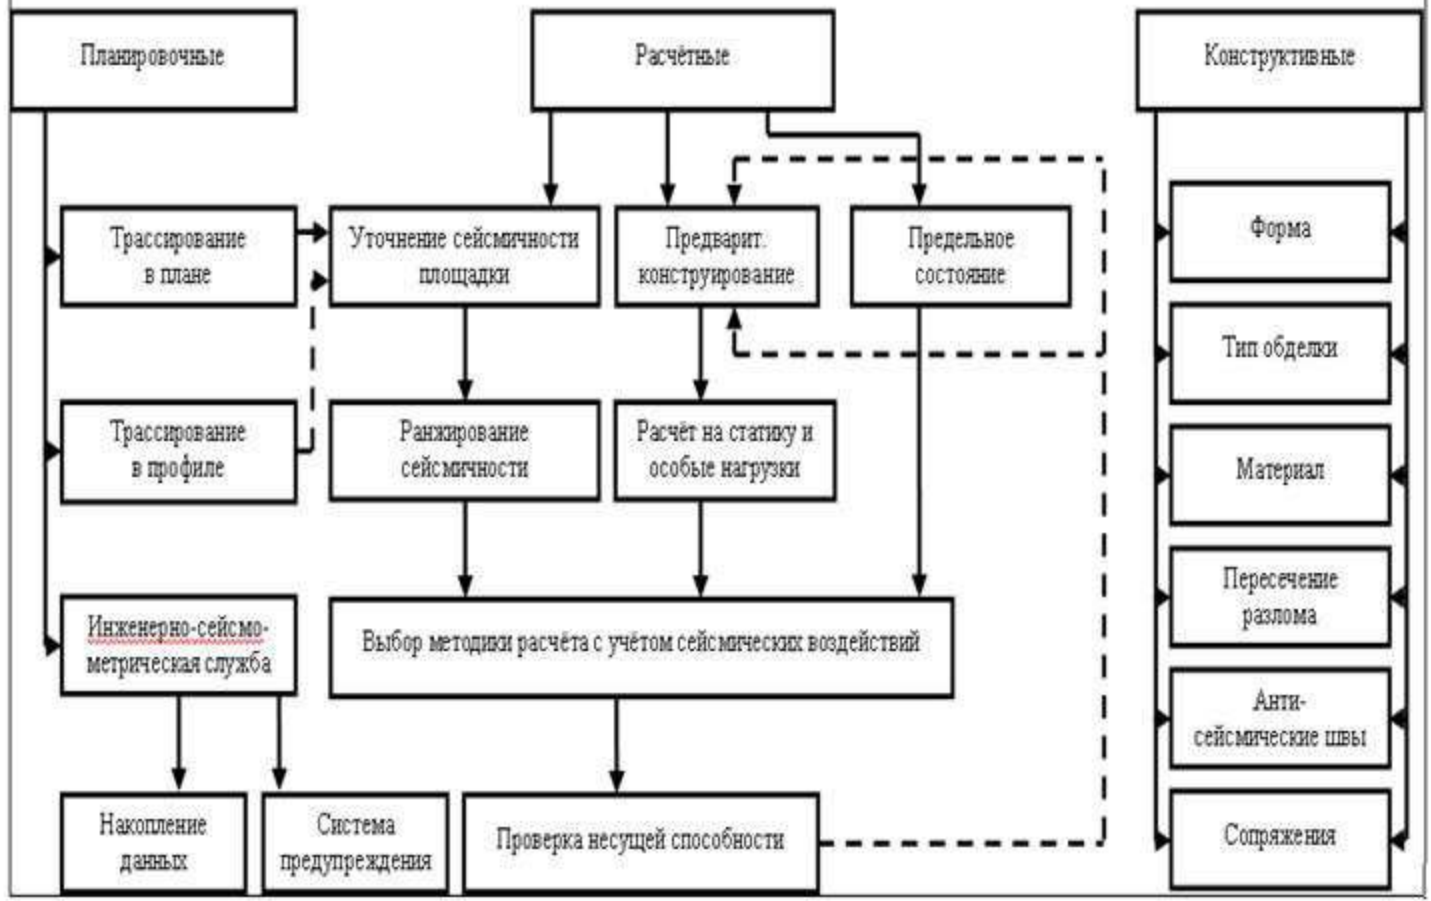 Планировочные
Расчётные
Конструктивные
Трассирование
в плане
Уточнение сейсмичности
площадки
Предварит.
конструирование
Предельное
состояние
Форма
Тип обделки
Трассирование
в профиле
Ранжирование
сейсмичности
Расчёт на статику и
особые нагрузки
Материал
Пересечение
разлома
Инженерно-сейсмо-
метрическая служба
Выбор методики расчёта с учётом сейсмических воздействий
Анти-
сейсмические швы
Накопление
данных
Система
предупреждения
Проверка несущей способности
Сопряжения